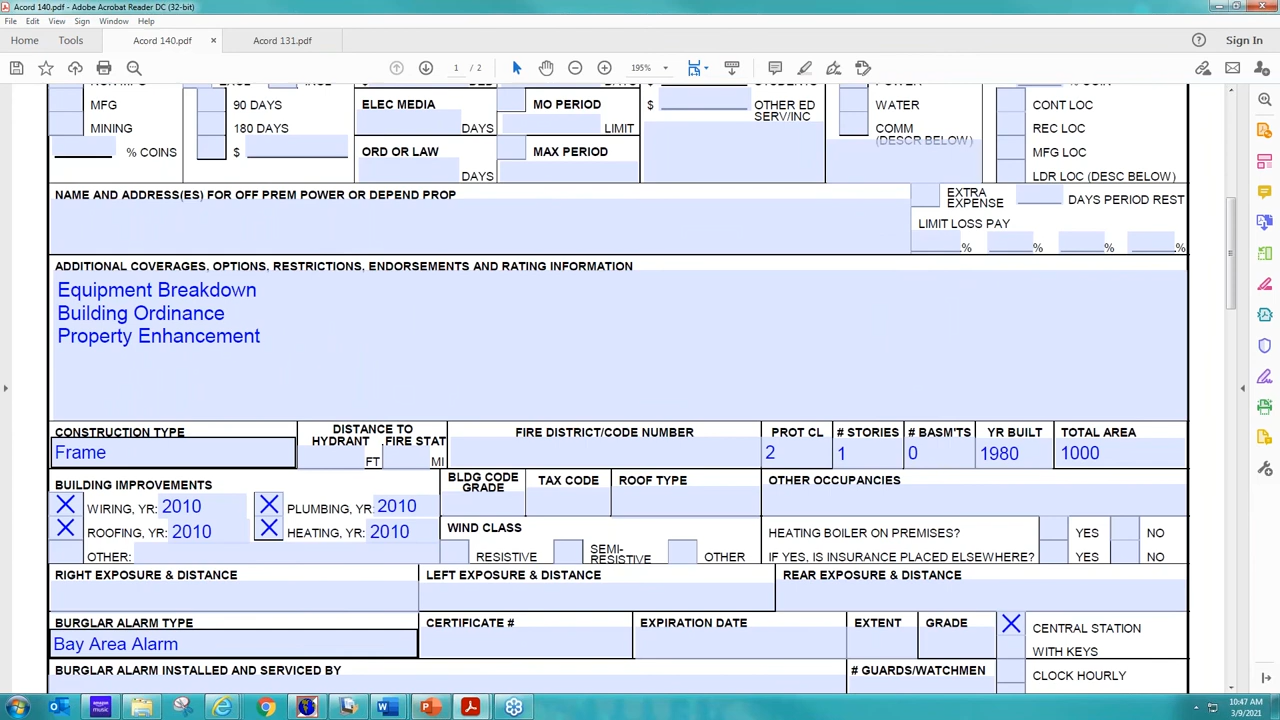 Acord 140.pdf - Adobe Acrobat Reader DC (32-bit)
File Edit View Sign Window Help
Home Tools Acord 140.pdf × Acord 131.pdf Sign In
1 / 2 195%
MFG 90 DAYS ELEC MEDIA MO PERIOD $ OTHER ED SERV/INC WATER CONT LOC
MINING 180 DAYS DAYS LIMIT COMM REC LOC
(DESCR BELOW)
% COINS $ ORD OR LAW MAX PERIOD MFG LOC
DAYS LDR LOC (DESC BELOW)
NAME AND ADDRESS(ES) FOR OFF PREM POWER OR DEPEND PROP EXTRA EXPENSE DAYS PERIOD REST
LIMIT LOSS PAY
% % % %
ADDITIONAL COVERAGES, OPTIONS, RESTRICTIONS, ENDORSEMENTS AND RATING INFORMATION
Equipment Breakdown
Building Ordinance
Property Enhancement
CONSTRUCTION TYPE DISTANCE TO HYDRANT FIRE STAT FIRE DISTRICT/CODE NUMBER PROT CL # STORIES # BASM'TS YR BUILT TOTAL AREA
Frame FT MI 2 1 0 1980 1000
BUILDING IMPROVEMENTS BLDG CODE GRADE TAX CODE ROOF TYPE OTHER OCCUPANCIES
X WIRING, YR: 2010 X PLUMBING, YR: 2010
X ROOFING, YR: 2010 X HEATING, YR: 2010 WIND CLASS HEATING BOILER ON PREMISES? YES NO
OTHER: RESISTIVE SEMI-RESISTIVE OTHER IF YES, IS INSURANCE PLACED ELSEWHERE? YES NO
RIGHT EXPOSURE & DISTANCE LEFT EXPOSURE & DISTANCE REAR EXPOSURE & DISTANCE
BURGLAR ALARM TYPE CERTIFICATE # EXPIRATION DATE EXTENT GRADE X CENTRAL STATION
Bay Area Alarm WITH KEYS
BURGLAR ALARM INSTALLED AND SERVICED BY # GUARDS/WATCHMEN CLOCK HOURLY
amazon music
10:47 AM
3/9/2021